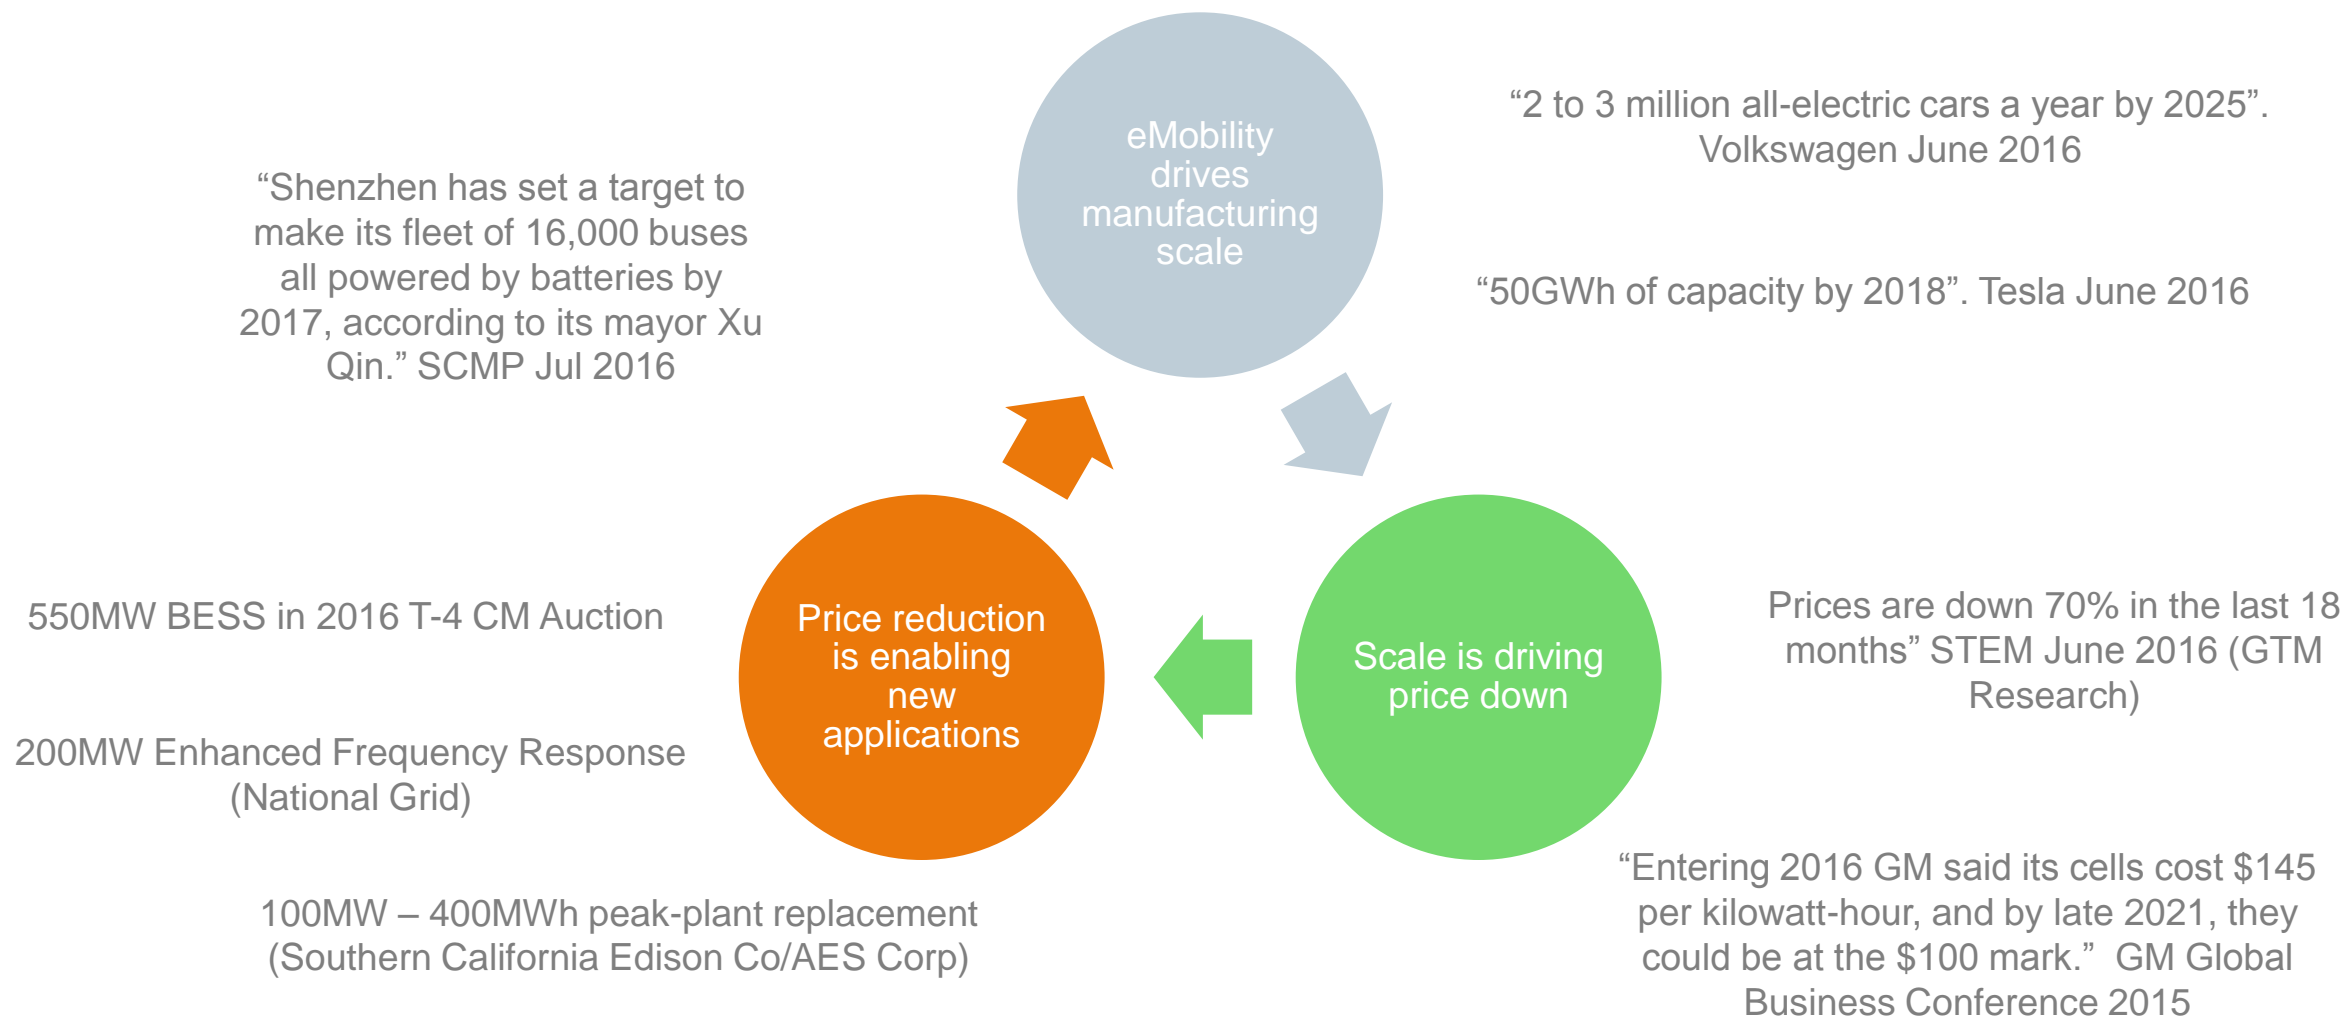 eMobility
drives
manufacturing
scale
“2 to 3 million all-electric cars a year by 2025”.
Volkswagen June 2016
“50GWh of capacity by 2018”. Tesla June 2016
“Shenzhen has set a target to
make its fleet of 16,000 buses
all powered by batteries by
2017, according to its mayor Xu
Qin.” SCMP Jul 2016
Scale is driving
price down
Prices are down 70% in the last 18
months” STEM June 2016 (GTM
Research)
“Entering 2016 GM said its cells cost $145
per kilowatt-hour, and by late 2021, they
could be at the $100 mark.”  GM Global
Business Conference 2015
Price reduction
is enabling
new
applications
550MW BESS in 2016 T-4 CM Auction
200MW Enhanced Frequency Response
(National Grid)
100MW – 400MWh peak-plant replacement
(Southern California Edison Co/AES Corp)